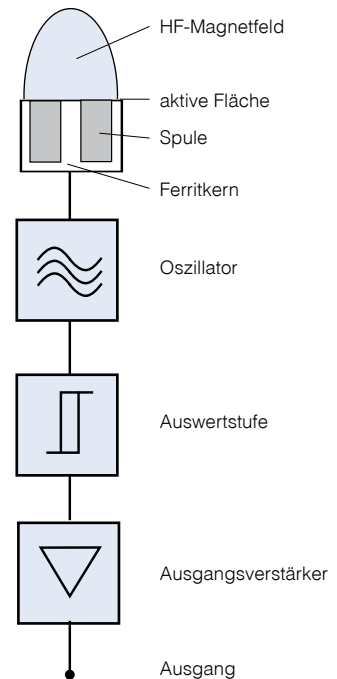 HF-Magnetfeld
aktive Fläche
Spule
Ferritkern
Oszillator
Auswertstufe
Ausgangsverstärker
Ausgang